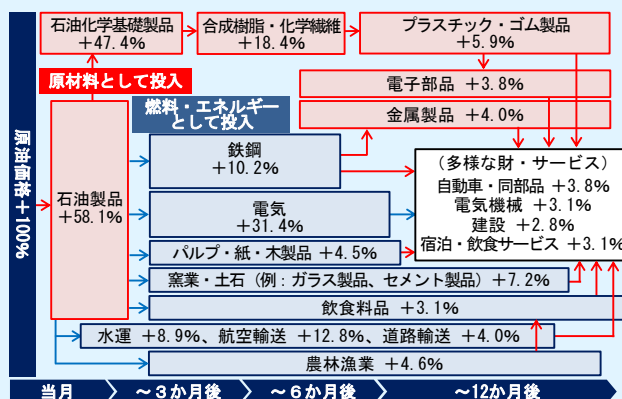 石油化学基礎製品
+47.4%
合成樹脂・化学繊維
+18.4%
プラスチック・ゴム製品
+5.9%
原材料として投入
電子部品 +3.8%
燃料・エネルギー
として投入
金属製品 +4.0%
原油価格+100%
石油製品
+58.1%
鉄鋼
+10.2%
電気
+31.4%
(多様な財・サービス)
自動車・同部品 +3.8%
電気機械 +3.1%
建設 +2.8%
宿泊・飲食サービス +3.1%
パルプ・紙・木製品 +4.5%
窯業・土石(例:ガラス製品、セメント製品)+7.2%
飲食料品 +3.1%
水運 +8.9%、航空輸送 +12.8%、道路輸送 +4.0%
農林漁業 +4.6%
当月
~3か月後
~6か月後
~12か月後